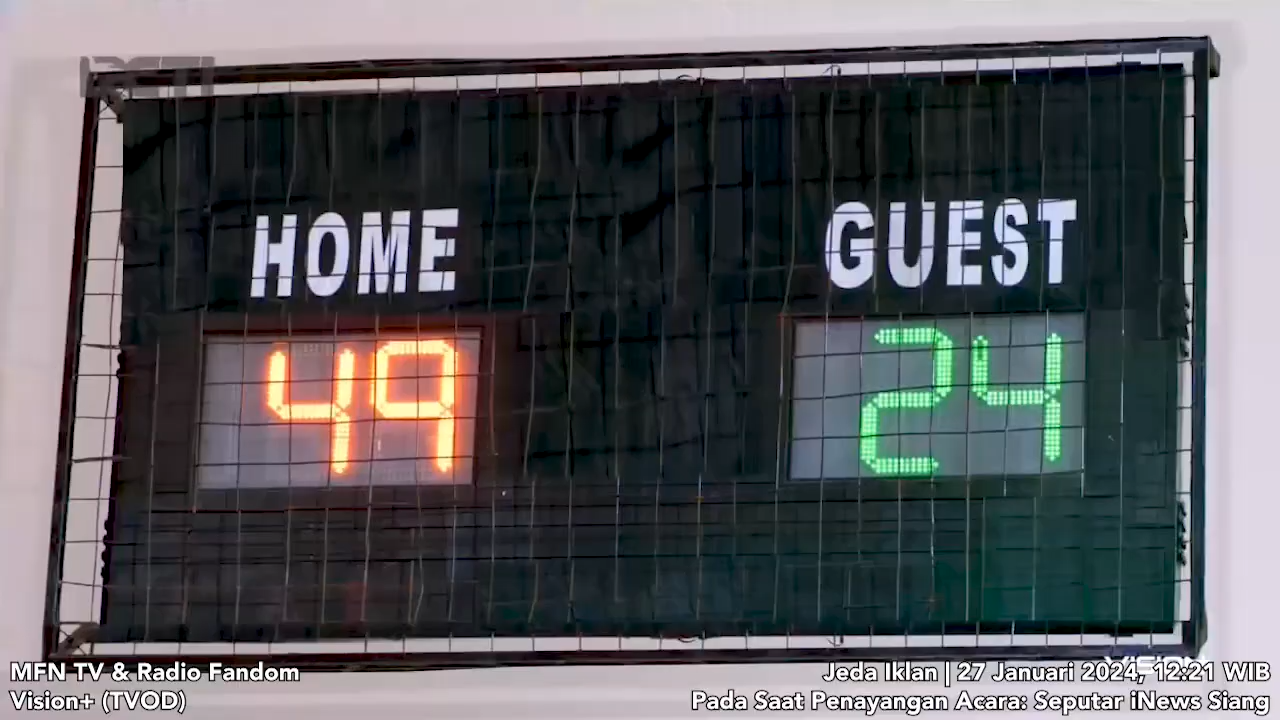 RCTI
HOME GUEST
49 24
MFN TV & Radio Fandom
Vision+ (TVOD)
Jeda Iklan | 27 Januari 2024, 12:21 WIB
Pada Saat Penayangan Acara: Seputar iNews Siang